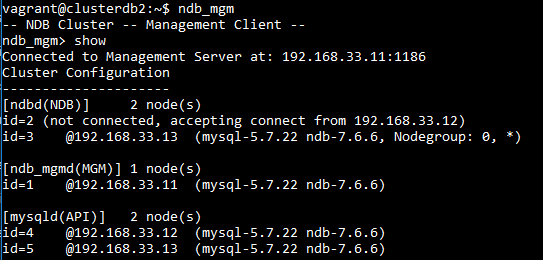 vagrant@clusterdb2:~$ ndb_mgm
-- NDB Cluster -- Management Client --
ndb_mgm> show
Connected to Management Server at: 192.168.33.11:1186
Cluster Configuration
---------------------
[ndbd(NDB)]     2 node(s)
id=2 (not connected, accepting connect from 192.168.33.12)
id=3    @192.168.33.13  (mysql-5.7.22 ndb-7.6.6, Nodegroup: 0, *)

[ndb_mgmd(MGM)] 1 node(s)
id=1    @192.168.33.11  (mysql-5.7.22 ndb-7.6.6)

[mysqld(API)]   2 node(s)
id=4    @192.168.33.12  (mysql-5.7.22 ndb-7.6.6)
id=5    @192.168.33.13  (mysql-5.7.22 ndb-7.6.6)